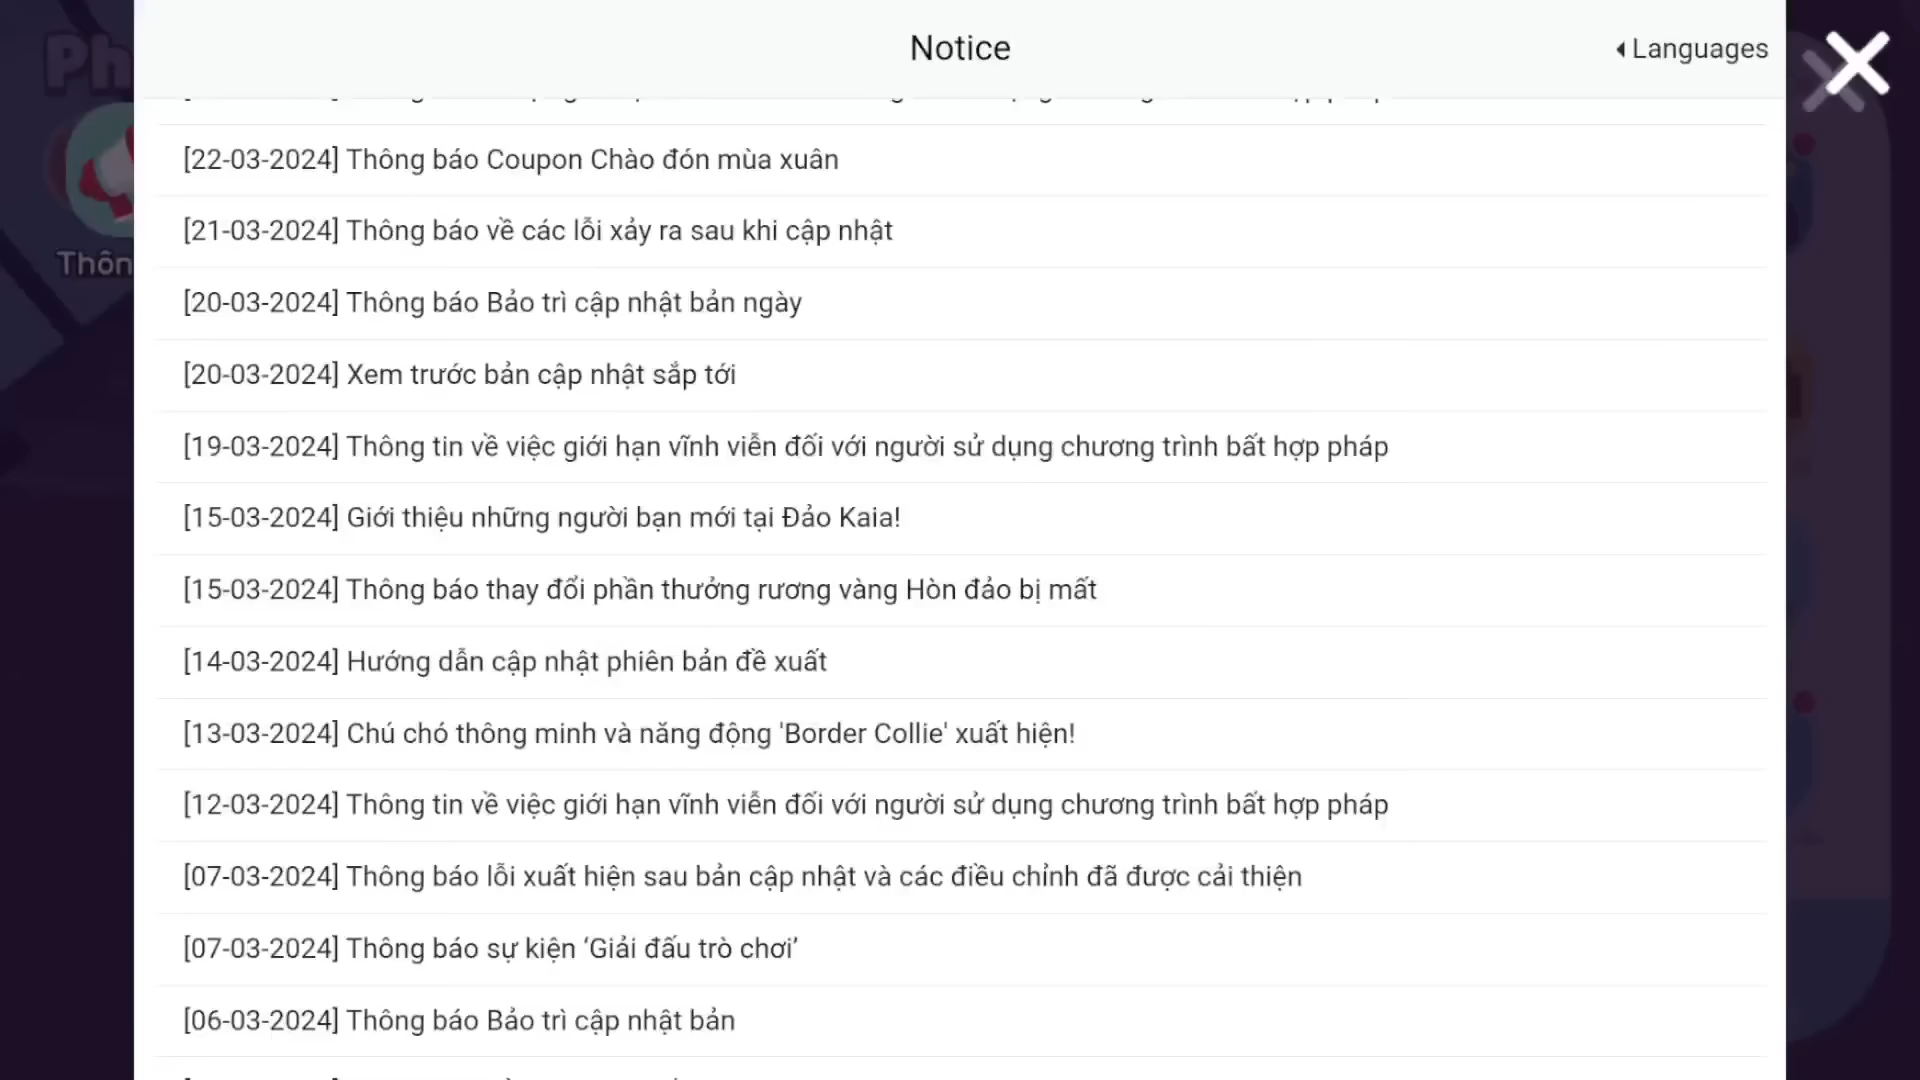 Notice
Languages
Ph
Thôn
[22-03-2024] Thông báo Coupon Chào đón mùa xuân
[21-03-2024] Thông báo về các lỗi xảy ra sau khi cập nhật
[20-03-2024] Thông báo Bảo trì cập nhật bản ngày
[20-03-2024] Xem trước bản cập nhật sắp tới
[19-03-2024] Thông tin về việc giới hạn vĩnh viễn đối với người sử dụng chương trình bất hợp pháp
[15-03-2024] Giới thiệu những người bạn mới tại Đảo Kaia!
[15-03-2024] Thông báo thay đổi phần thưởng rương vàng Hòn đảo bị mất
[14-03-2024] Hướng dẫn cập nhật phiên bản đề xuất
[13-03-2024] Chú chó thông minh và năng động 'Border Collie' xuất hiện!
[12-03-2024] Thông tin về việc giới hạn vĩnh viễn đối với người sử dụng chương trình bất hợp pháp
[07-03-2024] Thông báo lỗi xuất hiện sau bản cập nhật và các điều chỉnh đã được cải thiện
[07-03-2024] Thông báo sự kiện ‘Giải đấu trò chơi’
[06-03-2024] Thông báo Bảo trì cập nhật bản